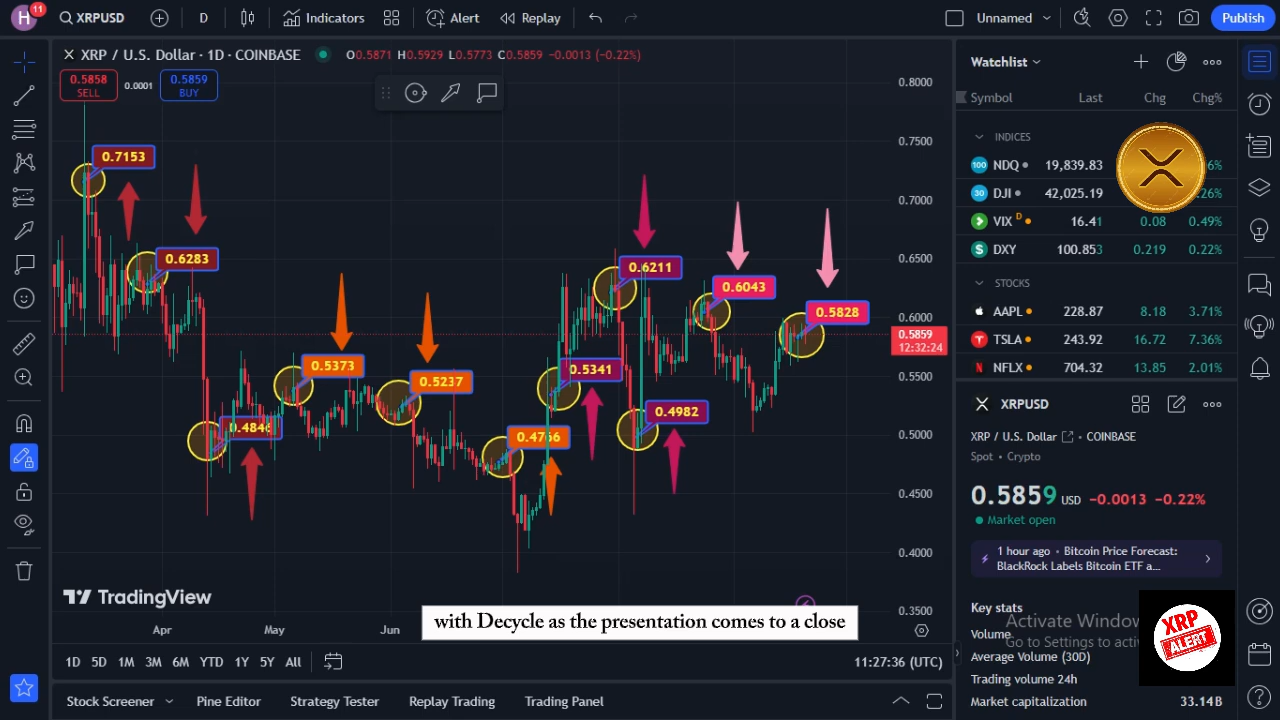 H
11
XRPUSD
D
Indicators
Alert
Replay
Unnamed
Publish
XRP / U.S. Dollar · 1D · COINBASE
O0.5871 H0.5929 L0.5773 C0.5859 -0.0013 (-0.22%)
0.5858
SELL
0.0001
0.5859
BUY
0.8000
0.7500
0.7000
0.6500
0.6000
0.5859
12:32:24
0.5500
0.5000
0.4500
0.4000
0.3500
0.7153
0.6283
0.4846
0.5373
0.5237
0.4766
0.5341
0.6211
0.4982
0.6043
0.5828
TradingView
with Decycle as the presentation comes to a close
Apr
May
Jun
1D 5D 1M 3M 6M YTD 1Y 5Y All
11:27:36 (UTC)
Stock Screener
Pine Editor
Strategy Tester
Replay Trading
Trading Panel
Watchlist
Symbol Last Chg Chg%
INDICES
100 NDQ 19,839.83 6%
30 DJI 42,025.19 .26%
VIX D 16.41 0.08 0.49%
$ DXY 100.853 0.219 0.22%
STOCKS
AAPL 228.87 8.18 3.71%
TSLA 243.92 16.72 7.36%
NFLX 704.32 13.85 2.01%
XRPUSD
XRP / U.S. Dollar · COINBASE
Spot · Crypto
0.5859 USD -0.0013 -0.22%
Market open
1 hour ago · Bitcoin Price Forecast:
BlackRock Labels Bitcoin ETF a...
Key stats
Activate Window
Volume
Go to Settings to acti
Average Volume (30D)
Trading volume 24h
Market capitalization 33.14B
XRP
ALERT